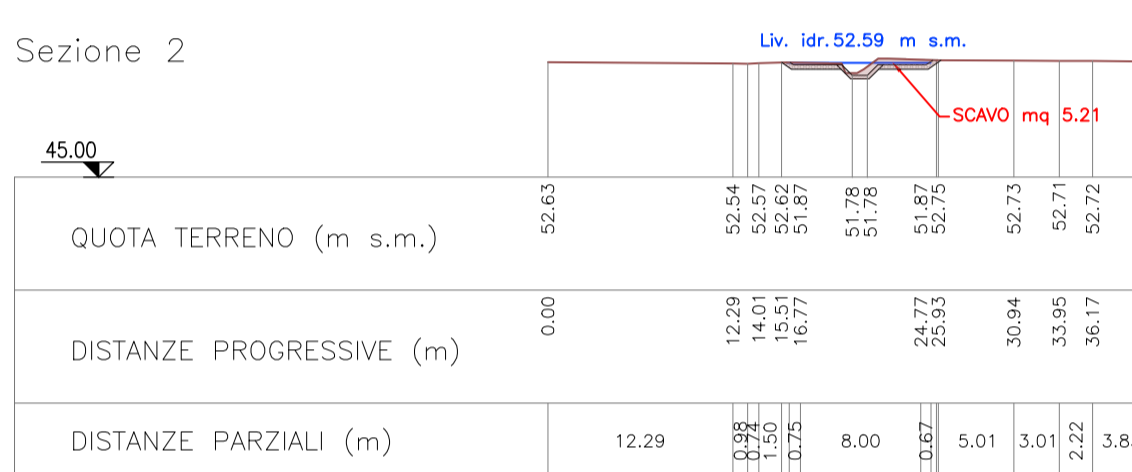 Sezione 2
Liv. idr. 52.59 m s.m.
SCAVO mq 5.21
45.00
QUOTA TERRENO (m s.m.) 52.63 52.54 52.57 52.62 51.87 51.78 51.78 51.87 52.75 52.73 52.71 52.72
DISTANZE PROGRESSIVE (m) 0.00 12.29 14.01 15.51 16.77 24.77 25.93 30.94 33.95 36.17
DISTANZE PARZIALI (m) 12.29 0.98 0.74 1.50 0.75 8.00 0.67 5.01 3.01 2.22 3.8